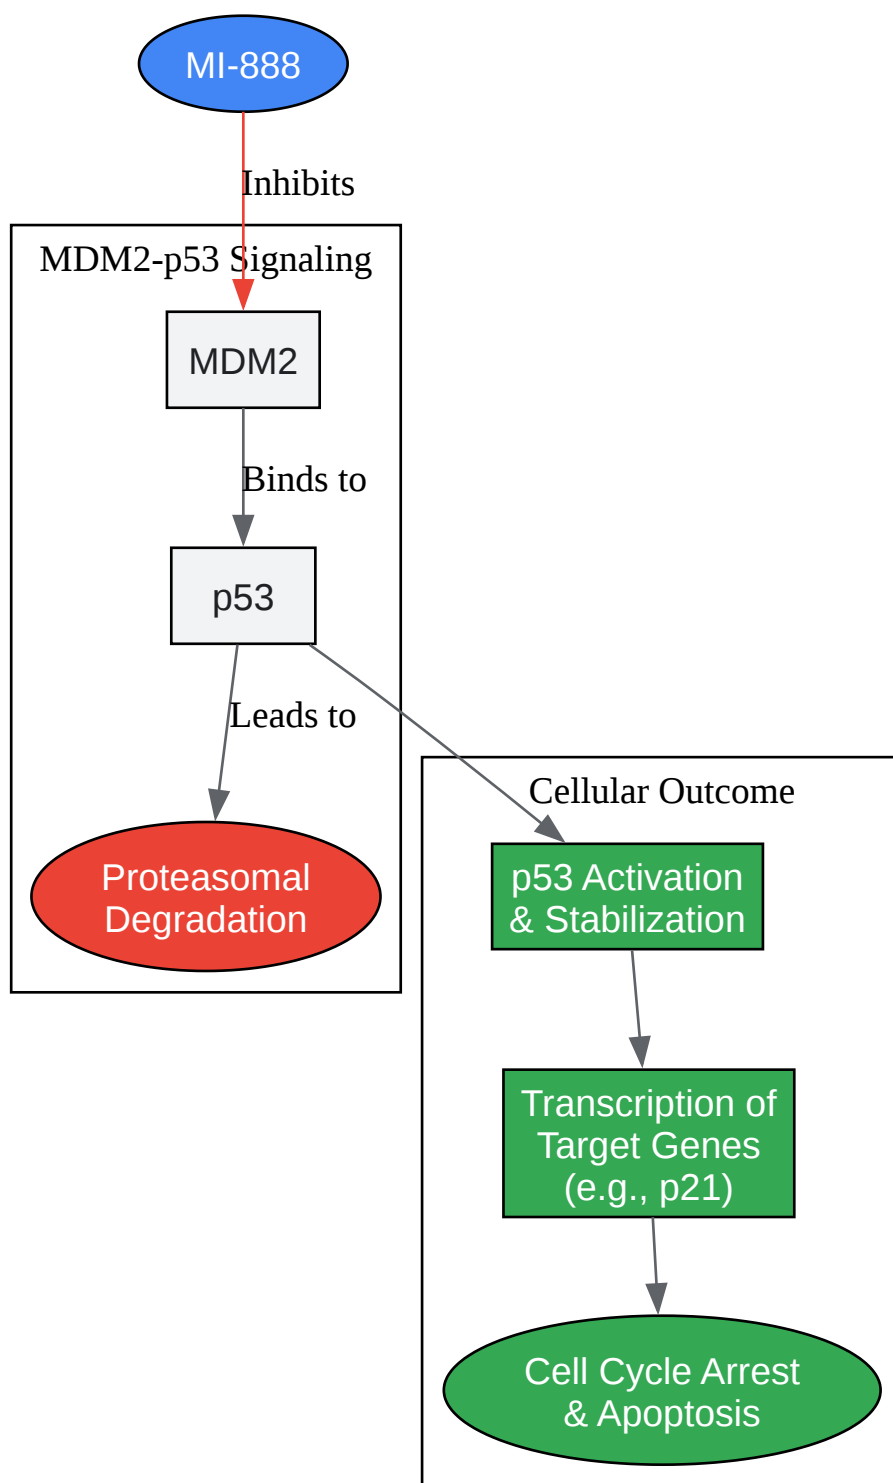 MI-888
Inhibits
MDM2-p53 Signaling
MDM2
Binds to
p53
Leads to
Proteasomal
Degradation
Cellular Outcome
p53 Activation
& Stabilization
Transcription of
Target Genes
(e.g., p21)
Cell Cycle Arrest
& Apoptosis